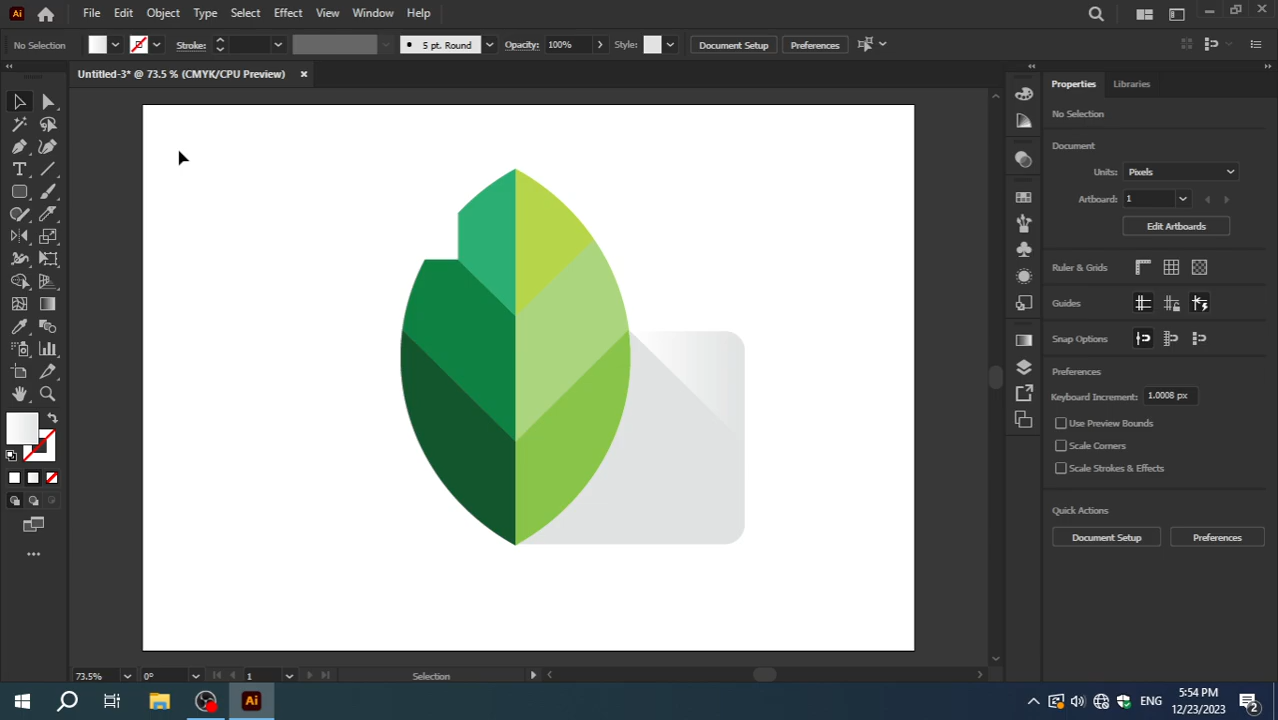 Ai File Edit Object Type Select Effect View Window Help
No Selection Stroke: 5 pt. Round Opacity: 100% Style: Document Setup Preferences
Untitled-3* @ 73.5 % (CMYK/CPU Preview)
Properties Libraries
No Selection
Document
Units: Pixels
Artboard: 1
Edit Artboards
Ruler & Grids
Guides
Snap Options
Preferences
Keyboard Increment: 1.0008 px
Use Preview Bounds
Scale Corners
Scale Strokes & Effects
Quick Actions
Document Setup Preferences
73.5% 0° 1 Selection
Ai ENG 5:54 PM
12/23/2023 2